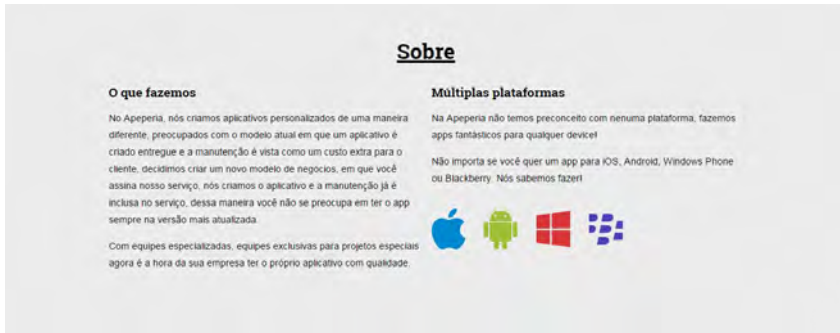 Sobre
O que fazemos
No Apeperia, nós criamos aplicativos personalizados de uma maneira
diferente, preocupados com o modelo atual em que um aplicativo é
criado entregue e a manutenção é vista como um custo extra para o
cliente, decidimos criar um novo modelo de negócios, em que você
assina nosso serviço, nós criamos o aplicativo e a manutenção já é
inclusa no serviço, dessa maneira você não se preocupa em ter o app
sempre na versão mais atualizada.
Com equipes especializadas, equipes exclusivas para projetos especiais
agora é a hora da sua empresa ter o próprio aplicativo com qualidade.
Múltiplas plataformas
Na Apeperia não temos preconceito com nenuma plataforma, fazemos
apps fantásticos para qualquer device!
Não importa se você quer um app para iOS, Android, Windows Phone
ou Blackberry. Nós sabemos fazer!